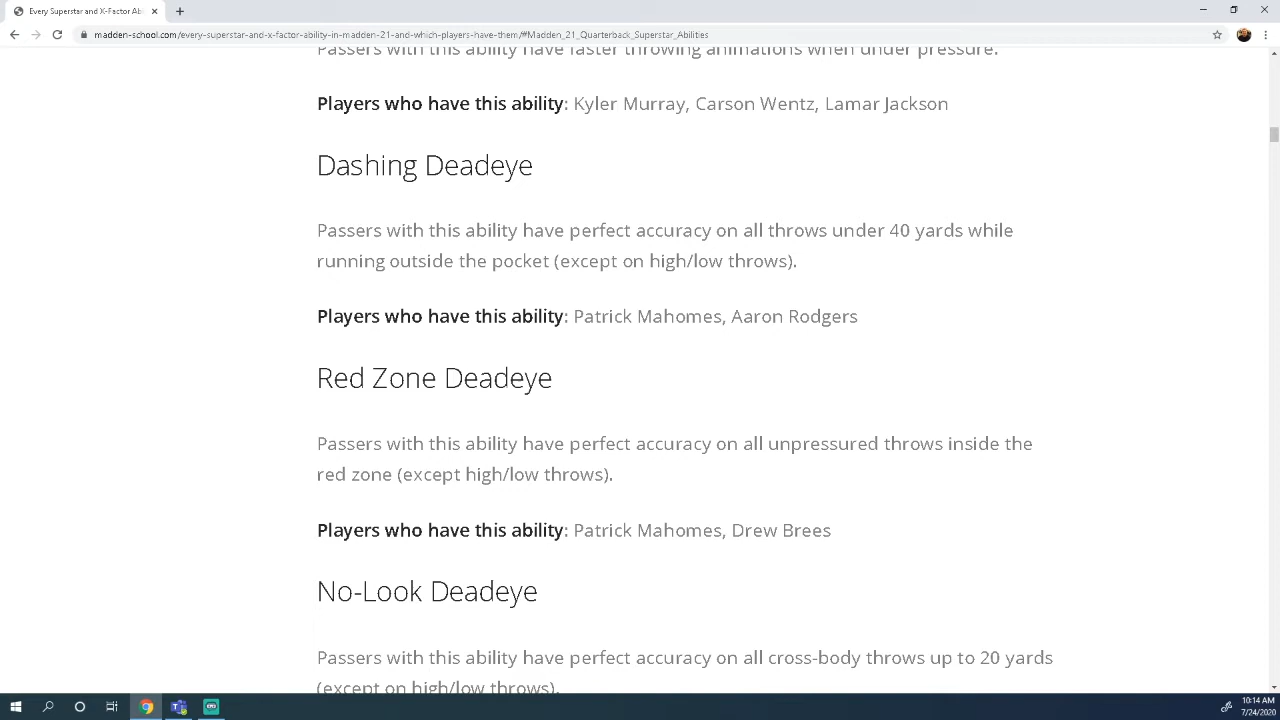 Every Superstar and X-Factor Abi
madden-school.com/every-superstar-and-x-factor-ability-in-madden-21-and-which-players-have-them/#Madden_21_Quarterback_Superstar_Abilities
Passers with this ability have faster throwing animations when under pressure.
Players who have this ability: Kyler Murray, Carson Wentz, Lamar Jackson
Dashing Deadeye
Passers with this ability have perfect accuracy on all throws under 40 yards while
running outside the pocket (except on high/low throws).
Players who have this ability: Patrick Mahomes, Aaron Rodgers
Red Zone Deadeye
Passers with this ability have perfect accuracy on all unpressured throws inside the
red zone (except high/low throws).
Players who have this ability: Patrick Mahomes, Drew Brees
No-Look Deadeye
Passers with this ability have perfect accuracy on all cross-body throws up to 20 yards
(except on high/low throws).
10:14 AM
7/24/2020